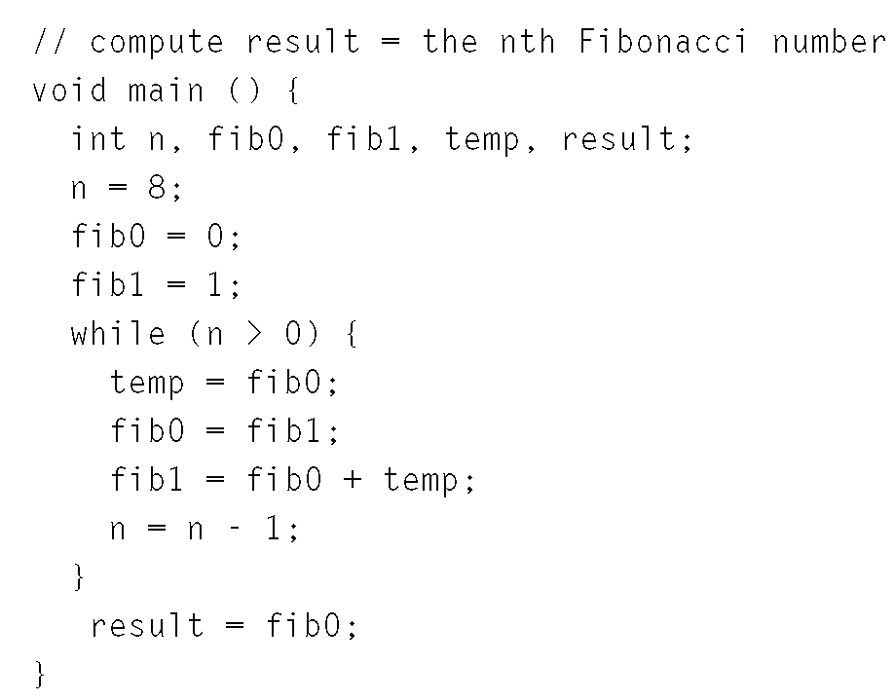 // compute result = the nth Fibonacci number
void main () {
  int n, fib0, fib1, temp, result;
  n = 8;
  fib0 = 0;
  fib1 = 1;
  while (n > 0) {
    temp = fib0;
    fib0 = fib1;
    fib1 = fib0 + temp;
    n = n - 1;
  }
   result = fib0;
}